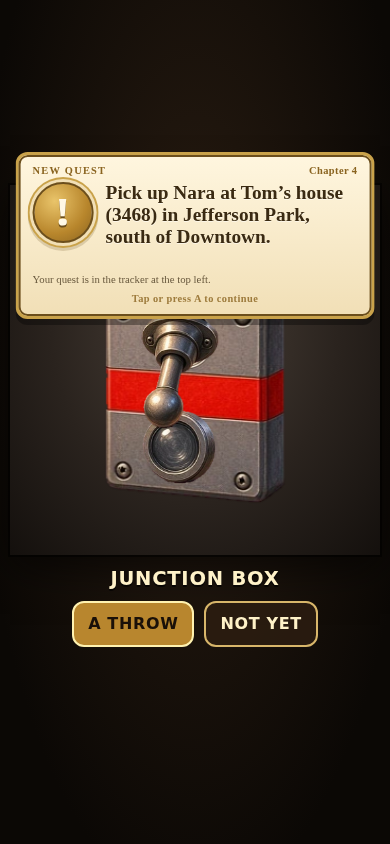 NEW QUEST
Chapter 4
!
Pick up Nara at Tom’s house
(3468) in Jefferson Park,
south of Downtown.
Your quest is in the tracker at the top left.
Tap or press A to continue
JUNCTION BOX
A THROW
NOT YET